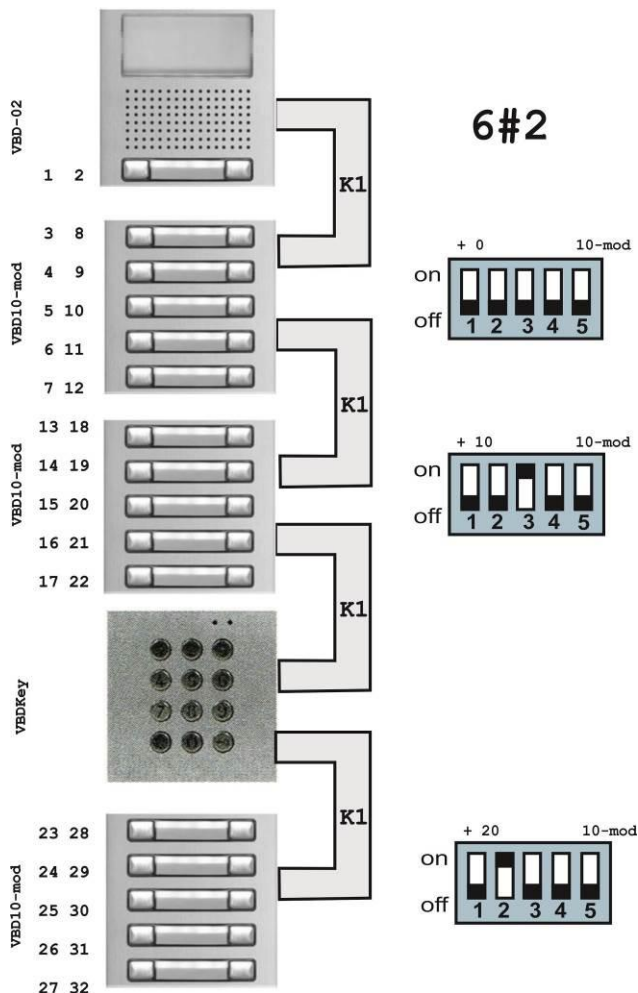 VBD-02
K1
6#2
1 2
3 8
4 9
5 10
6 11
7 12
VBD10-mod
+ 0 10-mod
on
off
1 2 3 4 5
K1
13 18
14 19
15 20
16 21
17 22
VBD10-mod
+ 10 10-mod
on
off
1 2 3 4 5
K1
VBDKey
7 8 9
K1
23 28
24 29
25 30
26 31
27 32
VBD10-mod
+ 20 10-mod
on
off
1 2 3 4 5